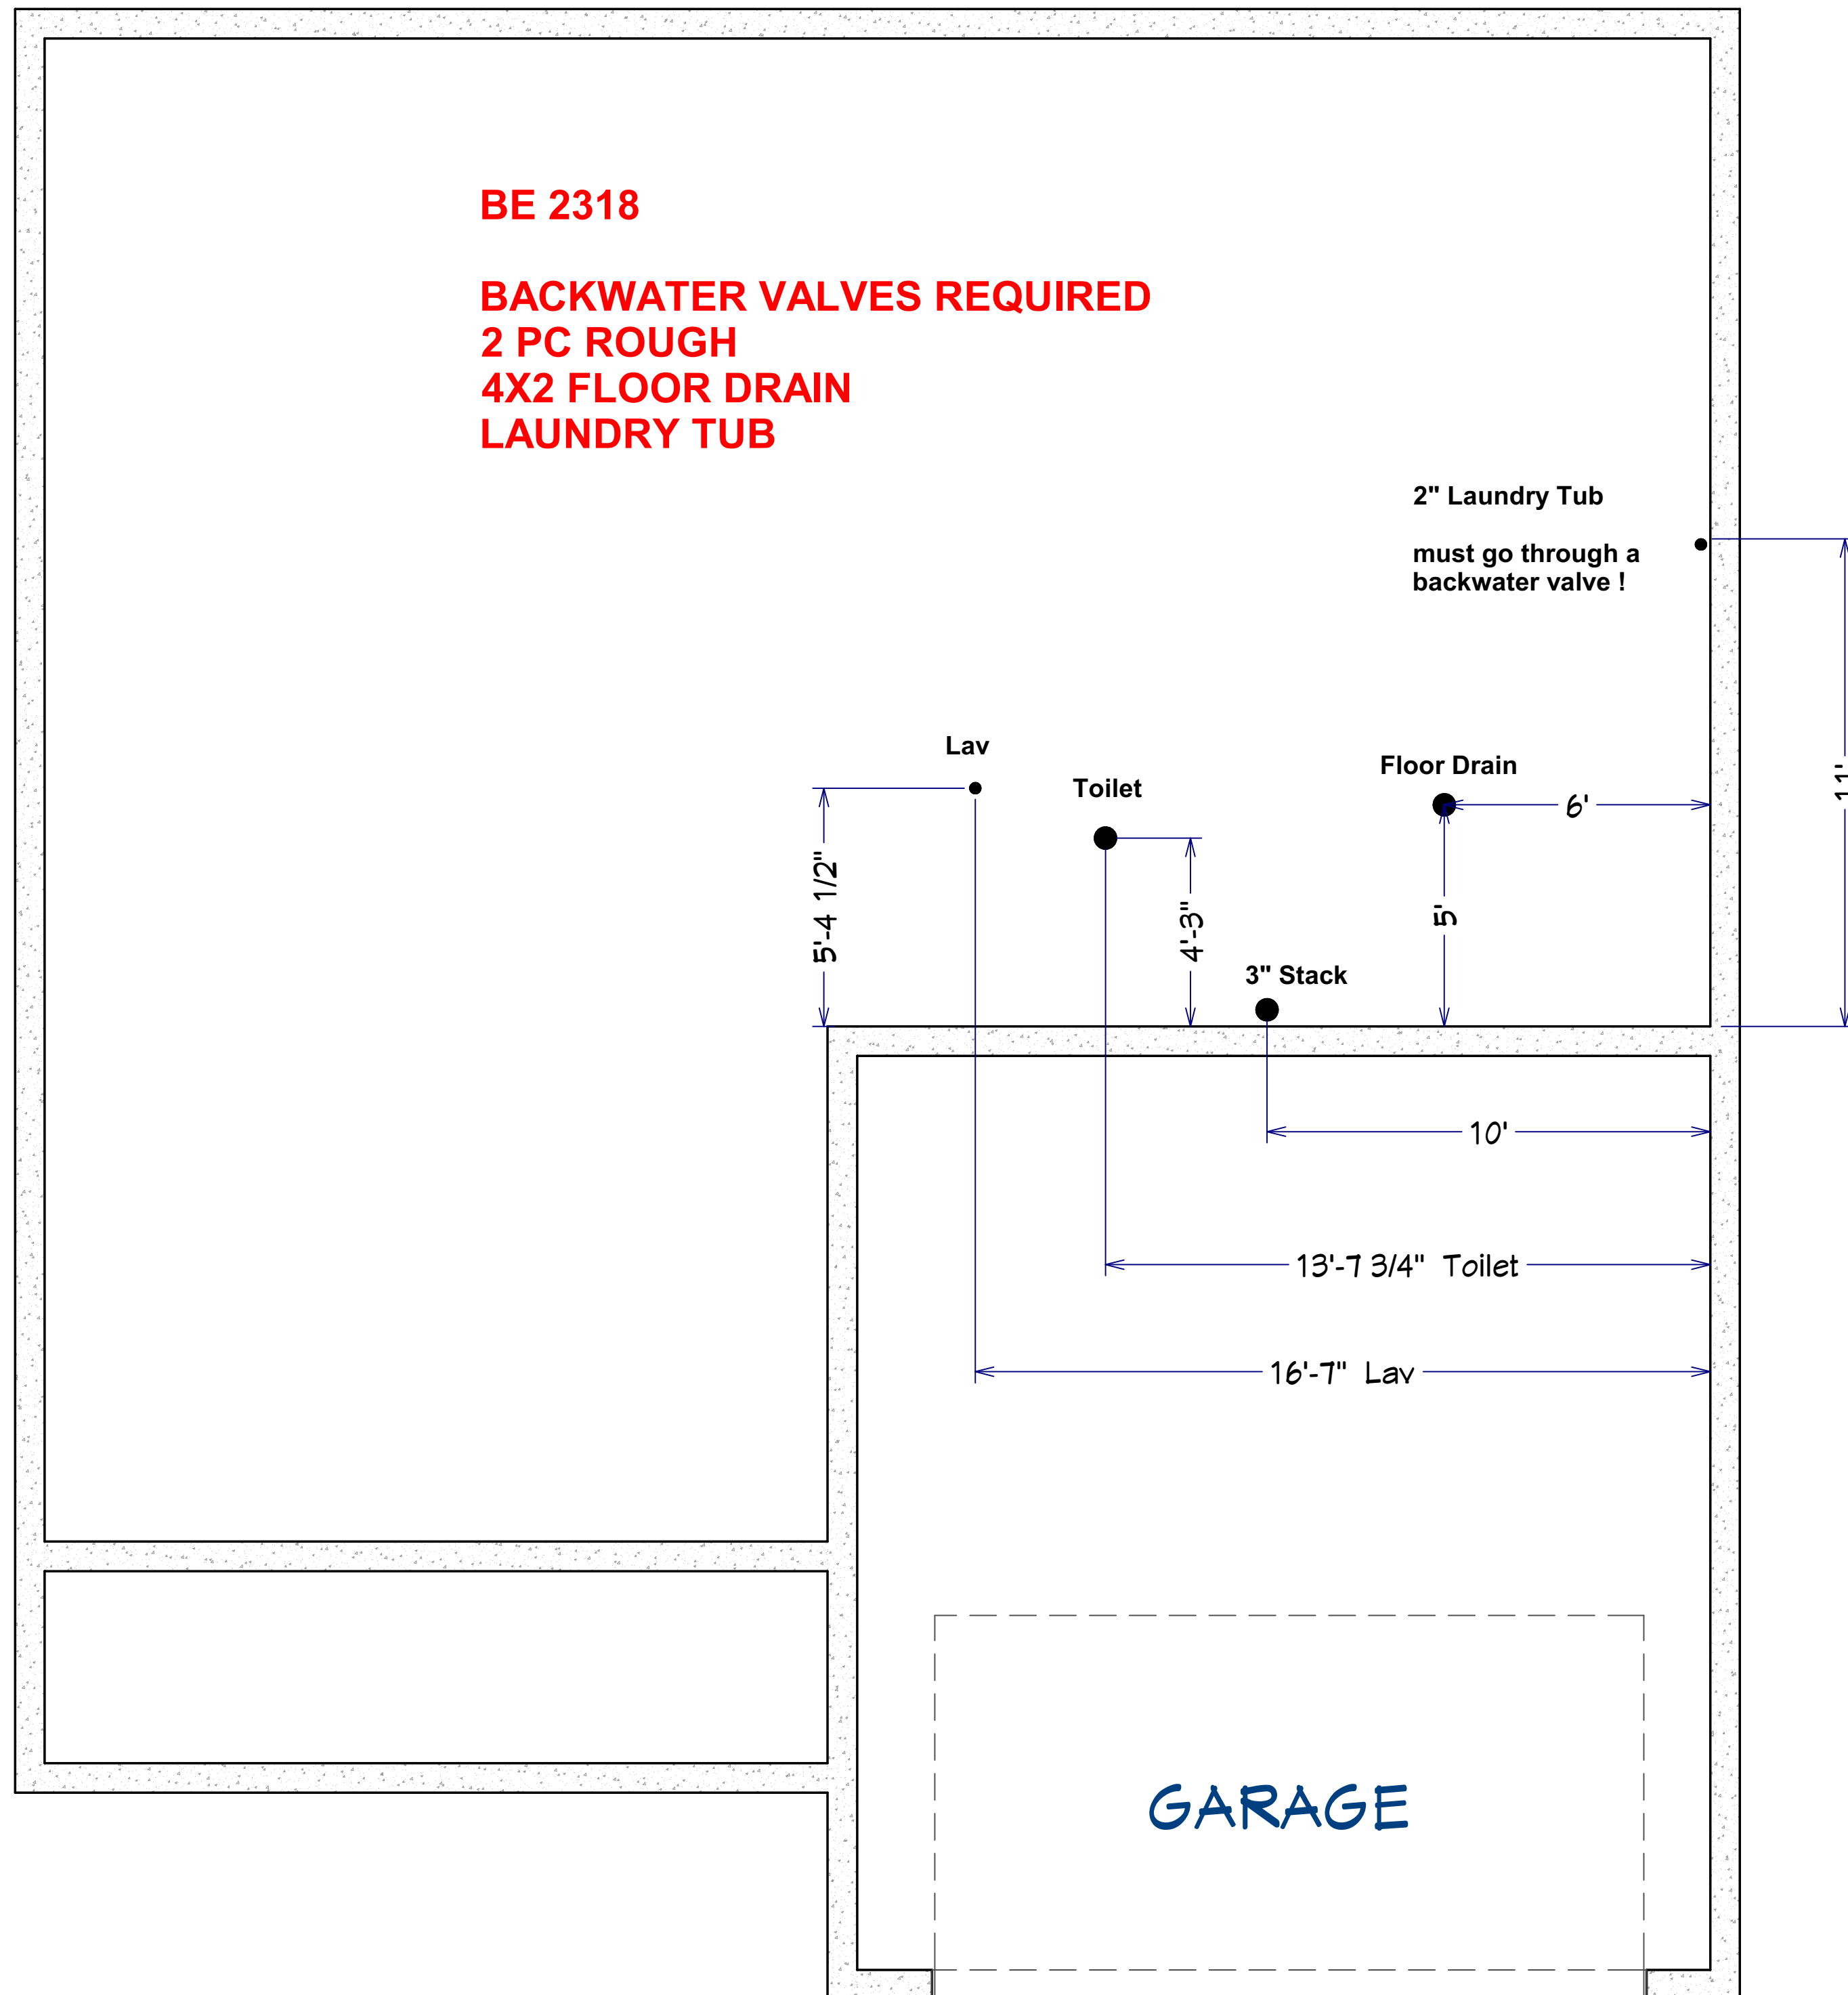 BE 2318
BACKWATER VALVES REQUIRED
2 PC ROUGH
4X2 FLOOR DRAIN
LAUNDRY TUB
2" Laundry Tub
must go through a
backwater valve !
11'
Lav
Toilet
Floor Drain
6'
5'-4 1/2"
4'-3"
5'
3" Stack
10'
13'-7 3/4" Toilet
16'-7" Lav
GARAGE